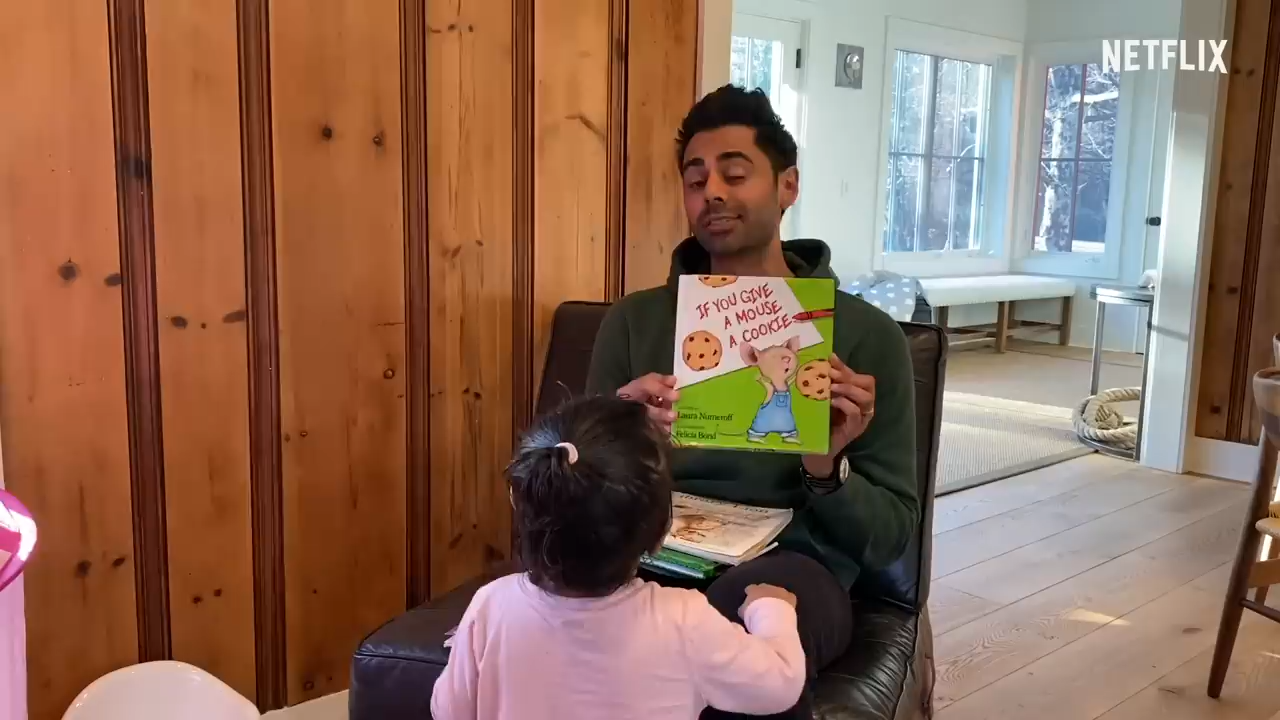 NETFLIX
IF YOU GIVE
A MOUSE
A COOKIE
Laura Numeroff
Felicia Bond